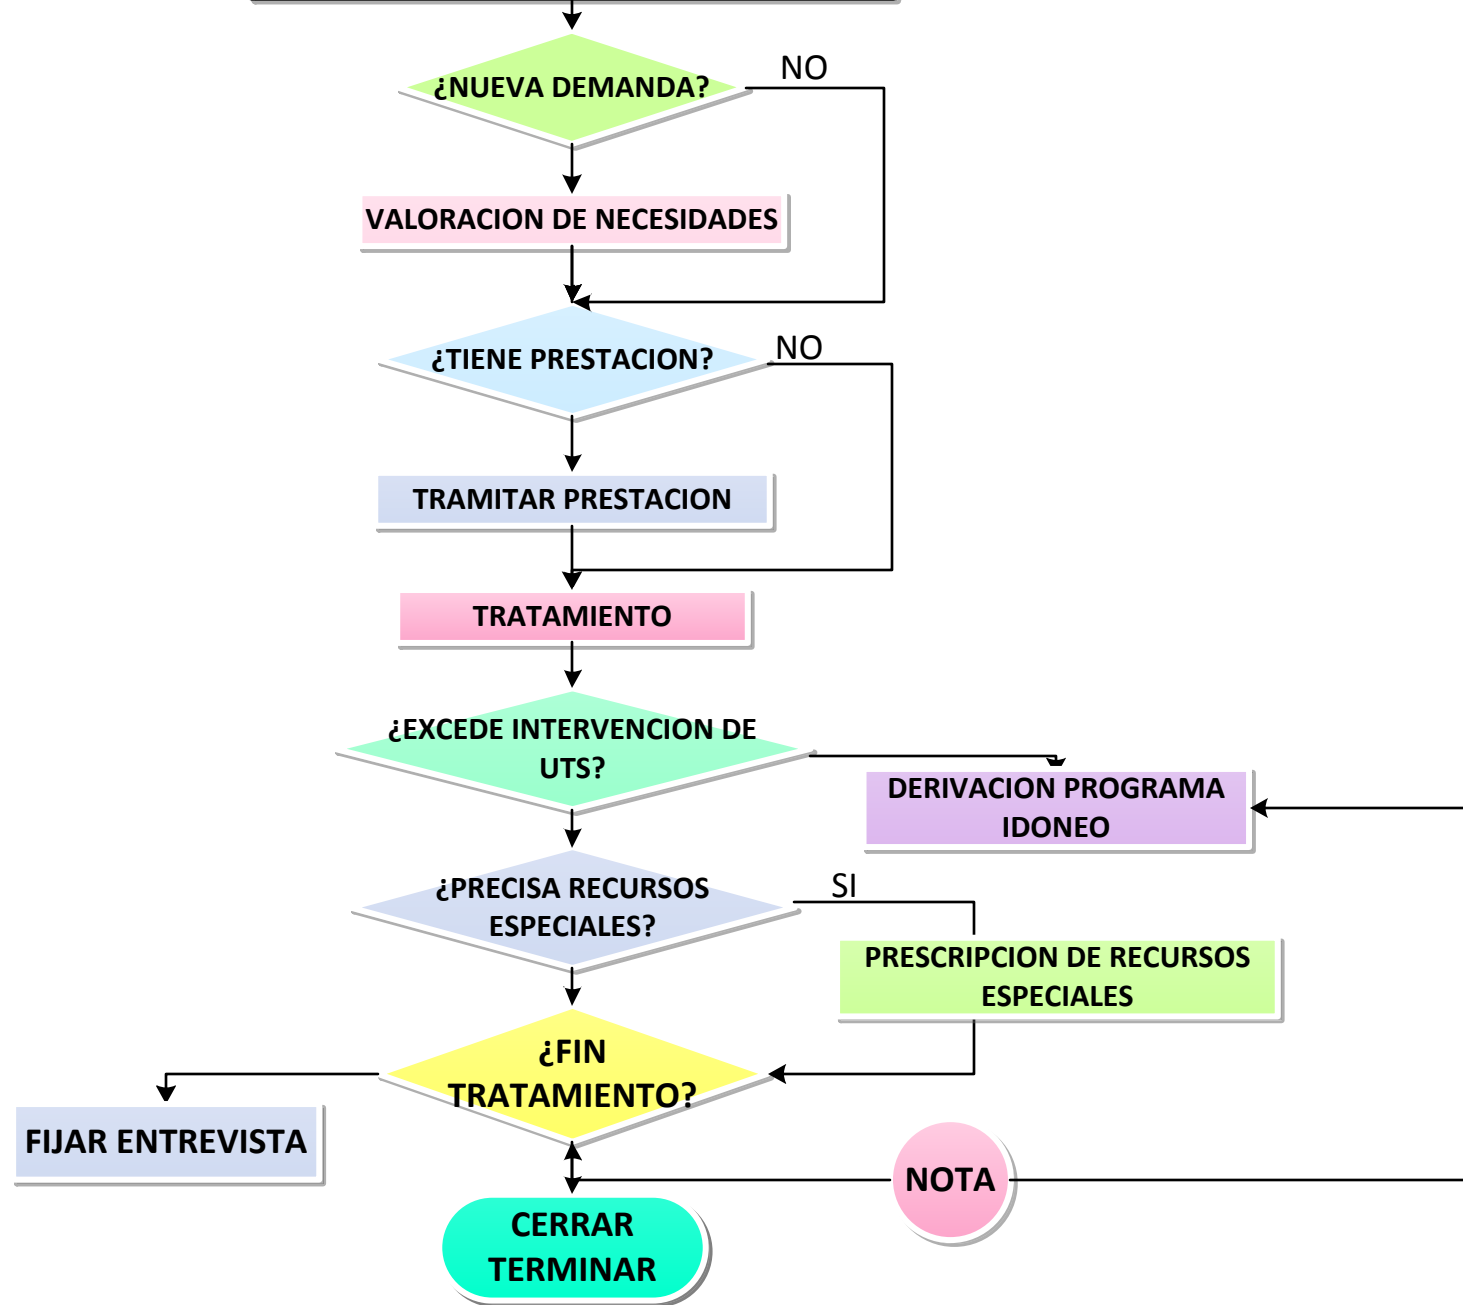 NO
¿NUEVA DEMANDA?
VALORACION DE NECESIDADES
NO
¿TIENE PRESTACION?
TRAMITAR PRESTACION
TRATAMIENTO
¿EXCEDE INTERVENCION DE
UTS?
DERIVACION PROGRAMA
IDONEO
¿PRECISA RECURSOS
ESPECIALES?
SI
PRESCRIPCION DE RECURSOS
ESPECIALES
¿FIN
TRATAMIENTO?
FIJAR ENTREVISTA
NOTA
CERRAR
TERMINAR